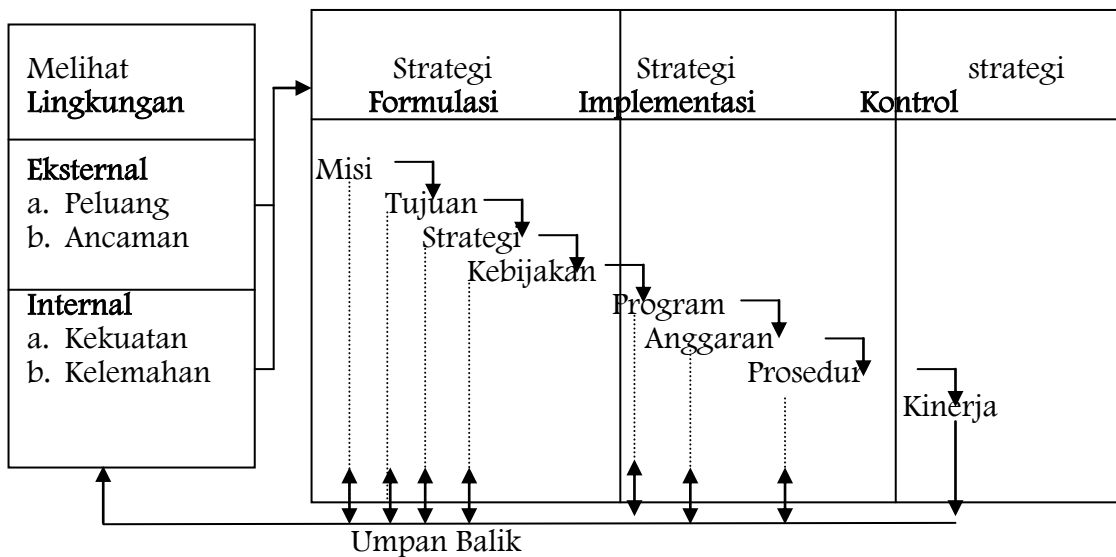 Melihat
Lingkungan
Eksternal
a. Peluang
b. Ancaman
Internal
a. Kekuatan
b. Kelemahan
Strategi
Formulasi
Strategi
Implementasi
strategi
Kontrol
Misi
Tujuan
Strategi
Kebijakan
Program
Anggaran
Prosedur
Kinerja
Umpan Balik